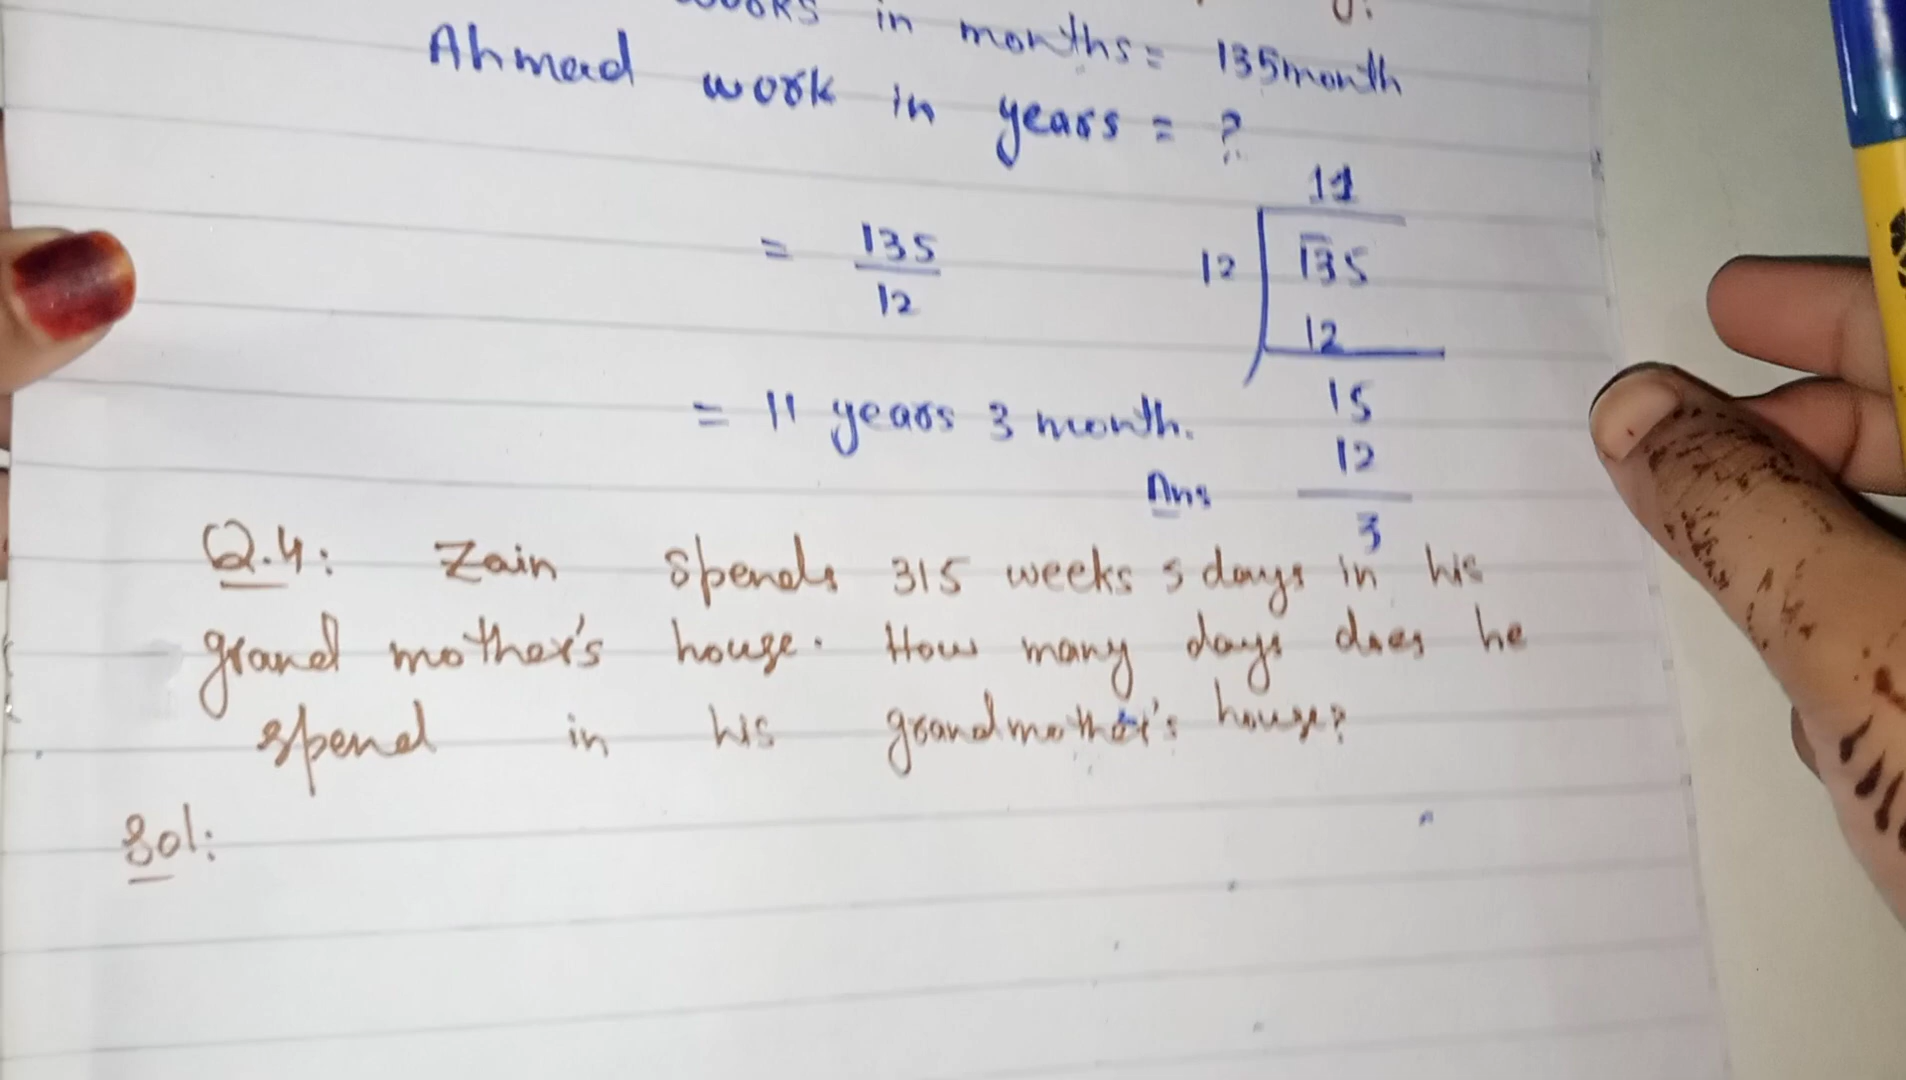 in months = 135month
Ahmad work in years = ?
= 135/12
11
12 135
12
15
12
3
= 11 years 3 month.
Ans
Q.4: Zain spends 315 weeks 5 days in his
grand mother's house. How many days does he
spend in his grandmother's house?
Sol: